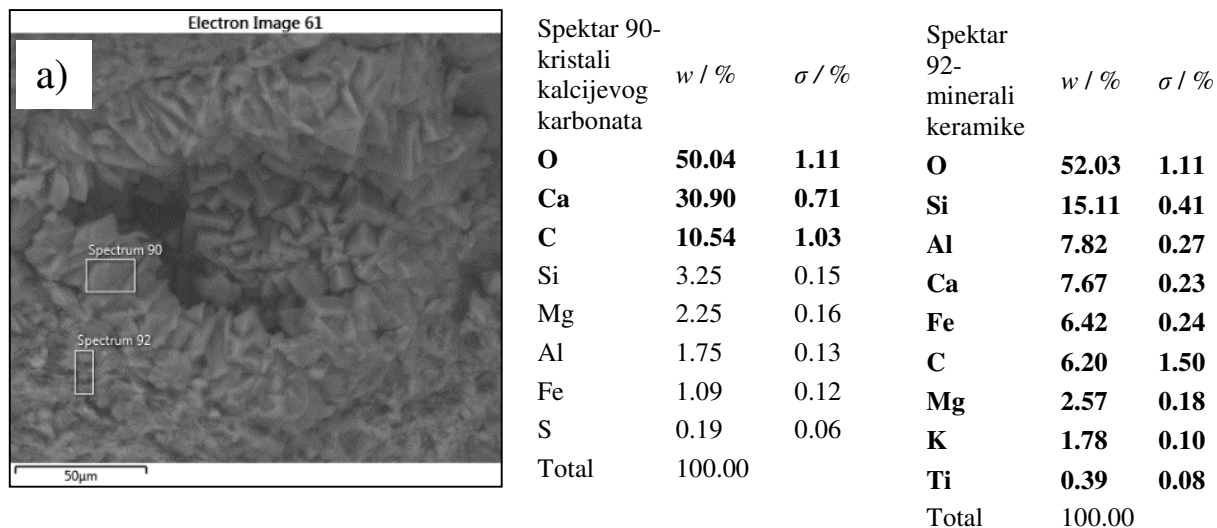 Electron Image 61
a)
Spectrum 90
Spectrum 92
50µm
Spektar 90-
kristali
kalcijevog
karbonata
w / % σ / %
O 50.04 1.11
Ca 30.90 0.71
C 10.54 1.03
Si 3.25 0.15
Mg 2.25 0.16
Al 1.75 0.13
Fe 1.09 0.12
S 0.19 0.06
Total 100.00
Spektar
92-
minerali
keramike
w / % σ / %
O 52.03 1.11
Si 15.11 0.41
Al 7.82 0.27
Ca 7.67 0.23
Fe 6.42 0.24
C 6.20 1.50
Mg 2.57 0.18
K 1.78 0.10
Ti 0.39 0.08
Total 100.00